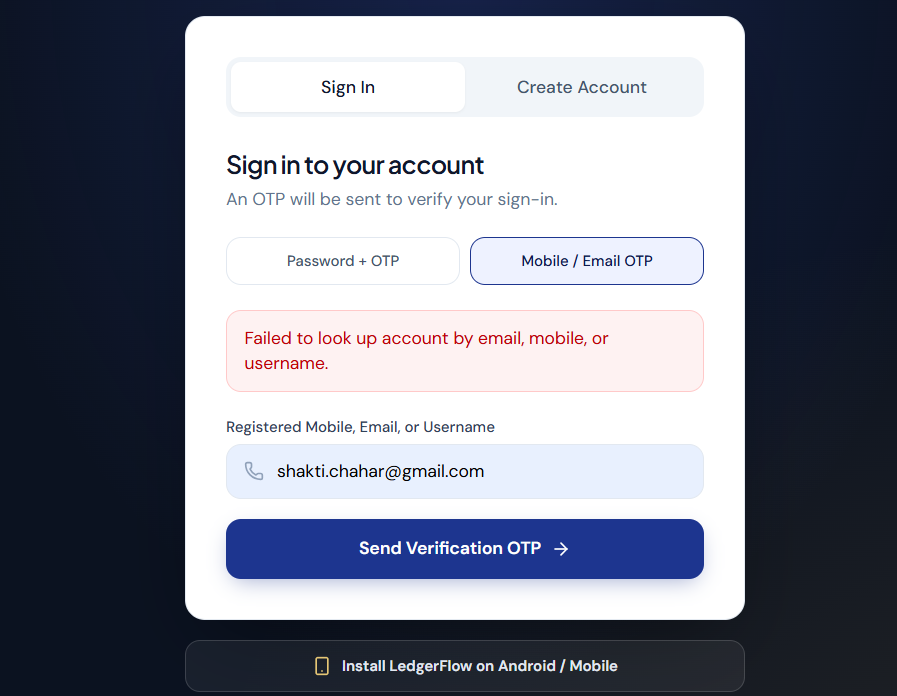 Sign In
Create Account
Sign in to your account
An OTP will be sent to verify your sign-in.
Password + OTP
Mobile / Email OTP
Failed to look up account by email, mobile, or
username.
Registered Mobile, Email, or Username
shakti.chahar@gmail.com
Send Verification OTP →
Install LedgerFlow on Android / Mobile